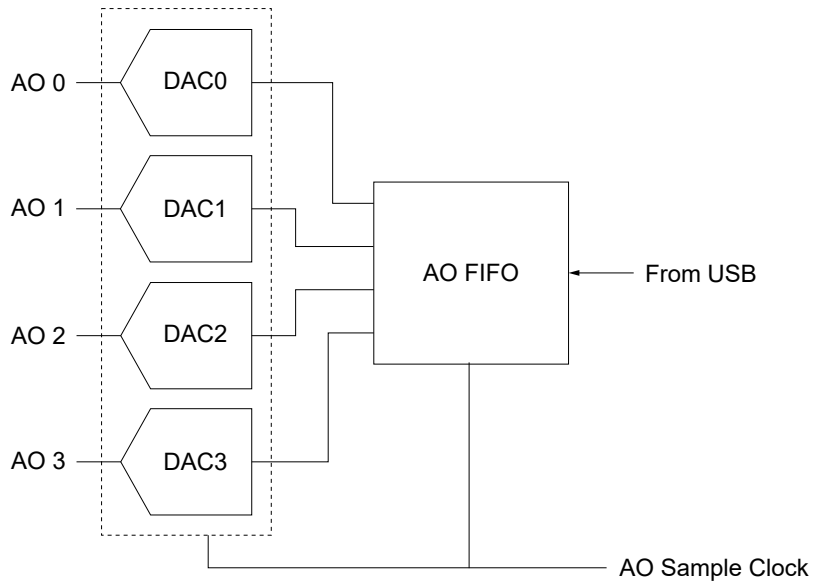 AO 0
DAC0
AO 1
DAC1
AO FIFO
From USB
AO 2
DAC2
AO 3
DAC3
AO Sample Clock